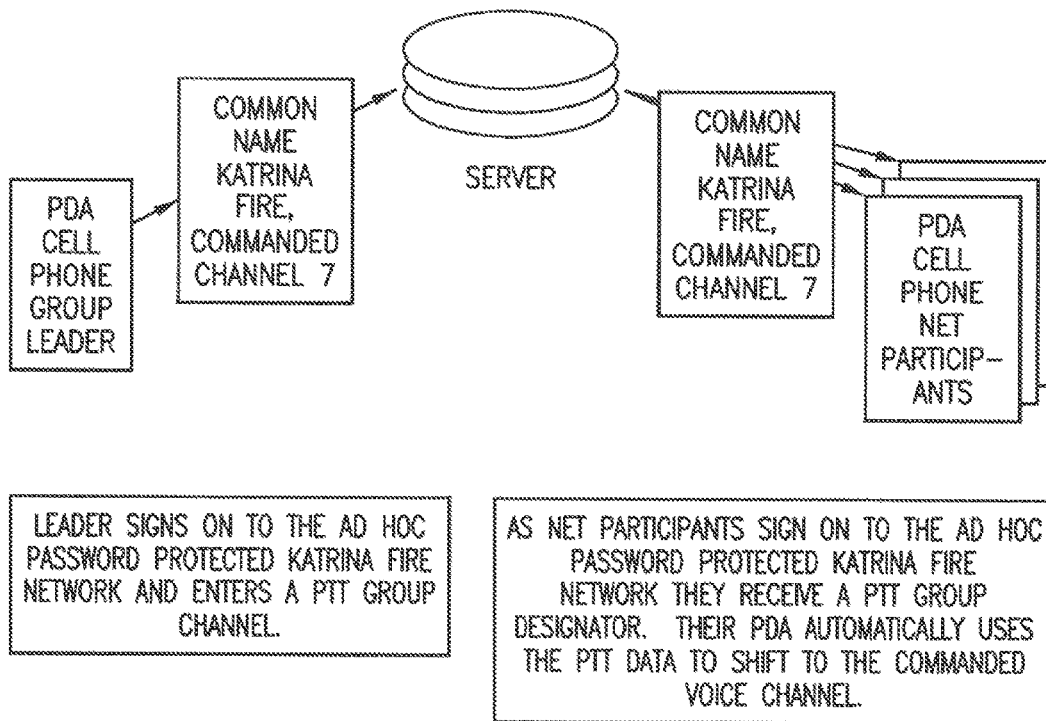 PDA
CELL
PHONE
GROUP
LEADER
COMMON
NAME
KATRINA
FIRE,
COMMANDED
CHANNEL 7
SERVER
COMMON
NAME
KATRINA
FIRE,
COMMANDED
CHANNEL 7
PDA
CELL
PHONE
NET
PARTICIP-
ANTS
LEADER SIGNS ON TO THE AD HOC
PASSWORD PROTECTED KATRINA FIRE
NETWORK AND ENTERS A PTT GROUP
CHANNEL.
AS NET PARTICIPANTS SIGN ON TO THE AD HOC
PASSWORD PROTECTED KATRINA FIRE
NETWORK THEY RECEIVE A PTT GROUP
DESIGNATOR. THEIR PDA AUTOMATICALLY USES
THE PTT DATA TO SHIFT TO THE COMMANDED
VOICE CHANNEL.